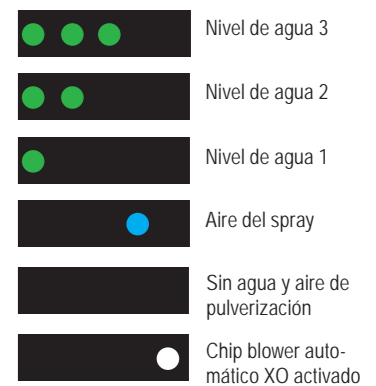 Nivel de agua 3
Nivel de agua 2
Nivel de agua 1
Aire del spray
Sin agua y aire de
pulverización
Chip blower auto-
mático XO activado